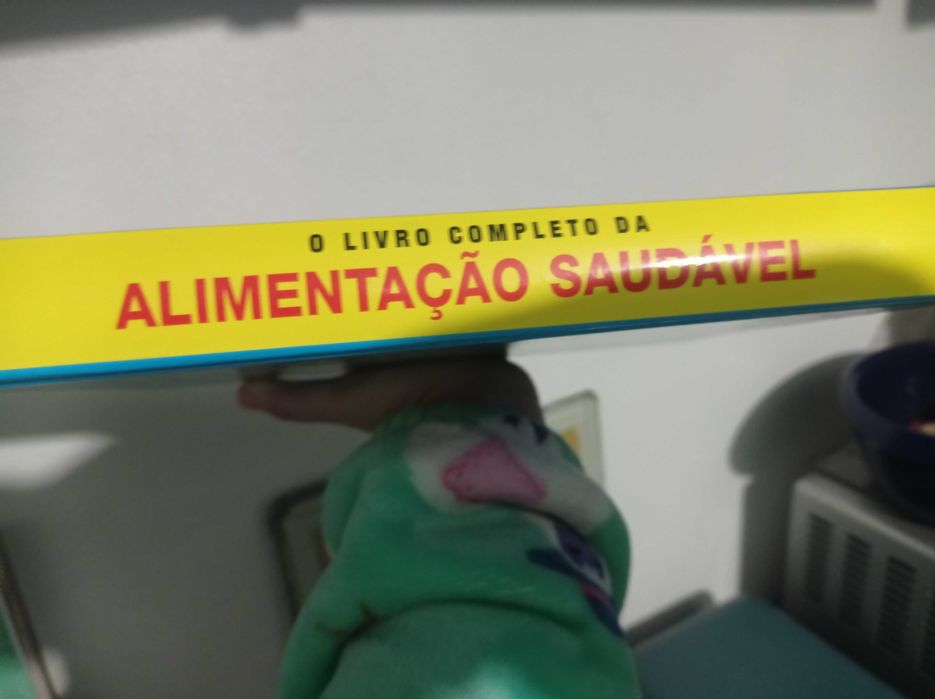 O LIVRO COMPLETO DA
ALIMENTAÇÃO SAUDÁVEL